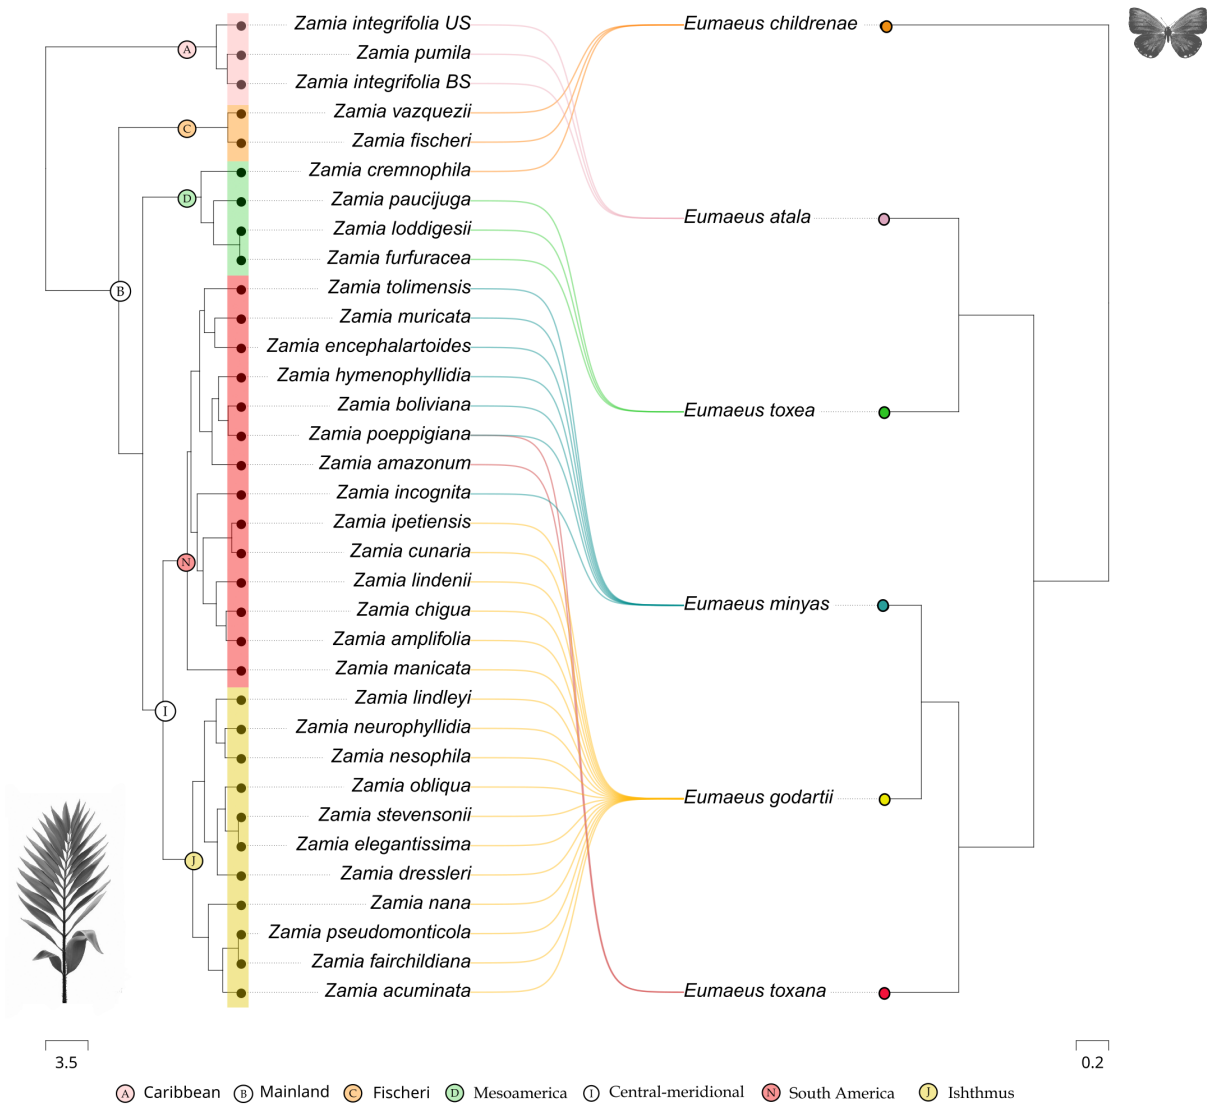 Zamia integrifolia US
Zamia pumila
Zamia integrifolia BS
Zamia vazquezii
Zamia fischeri
Zamia cremnophila
Zamia paucijuga
Zamia loddigesii
Zamia furfuracea
Zamia tolimensis
Zamia muricata
Zamia encephalartoides
Zamia hymenophyllidia
Zamia boliviana
Zamia poeppigiana
Zamia amazonum
Zamia incognita
Zamia ipetiensis
Zamia cunaria
Zamia lindenii
Zamia chigua
Zamia amplifolia
Zamia manicata
Zamia lindleyi
Zamia neurophyllidia
Zamia nesophila
Zamia obliqua
Zamia stevensonii
Zamia elegantissima
Zamia dressleri
Zamia nana
Zamia pseudomonticola
Zamia fairchildiana
Zamia acuminata
Eumaeus childrenae
Eumaeus atala
Eumaeus toxea
Eumaeus minyas
Eumaeus godartii
Eumaeus toxana
A
C
D
B
N
I
J
3.5
0.2
A Caribbean B Mainland C Fischeri D Mesoamerica I Central-meridional N South America J Ishthmus